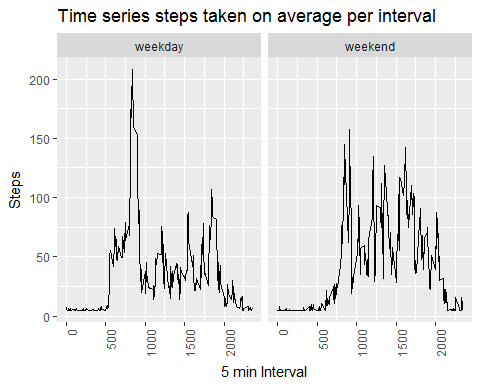 Time series steps taken on average per interval
weekday weekend
200
150
100
50
0
Steps
0 500 1000 1500 2000 0 500 1000 1500 2000
5 min Interval